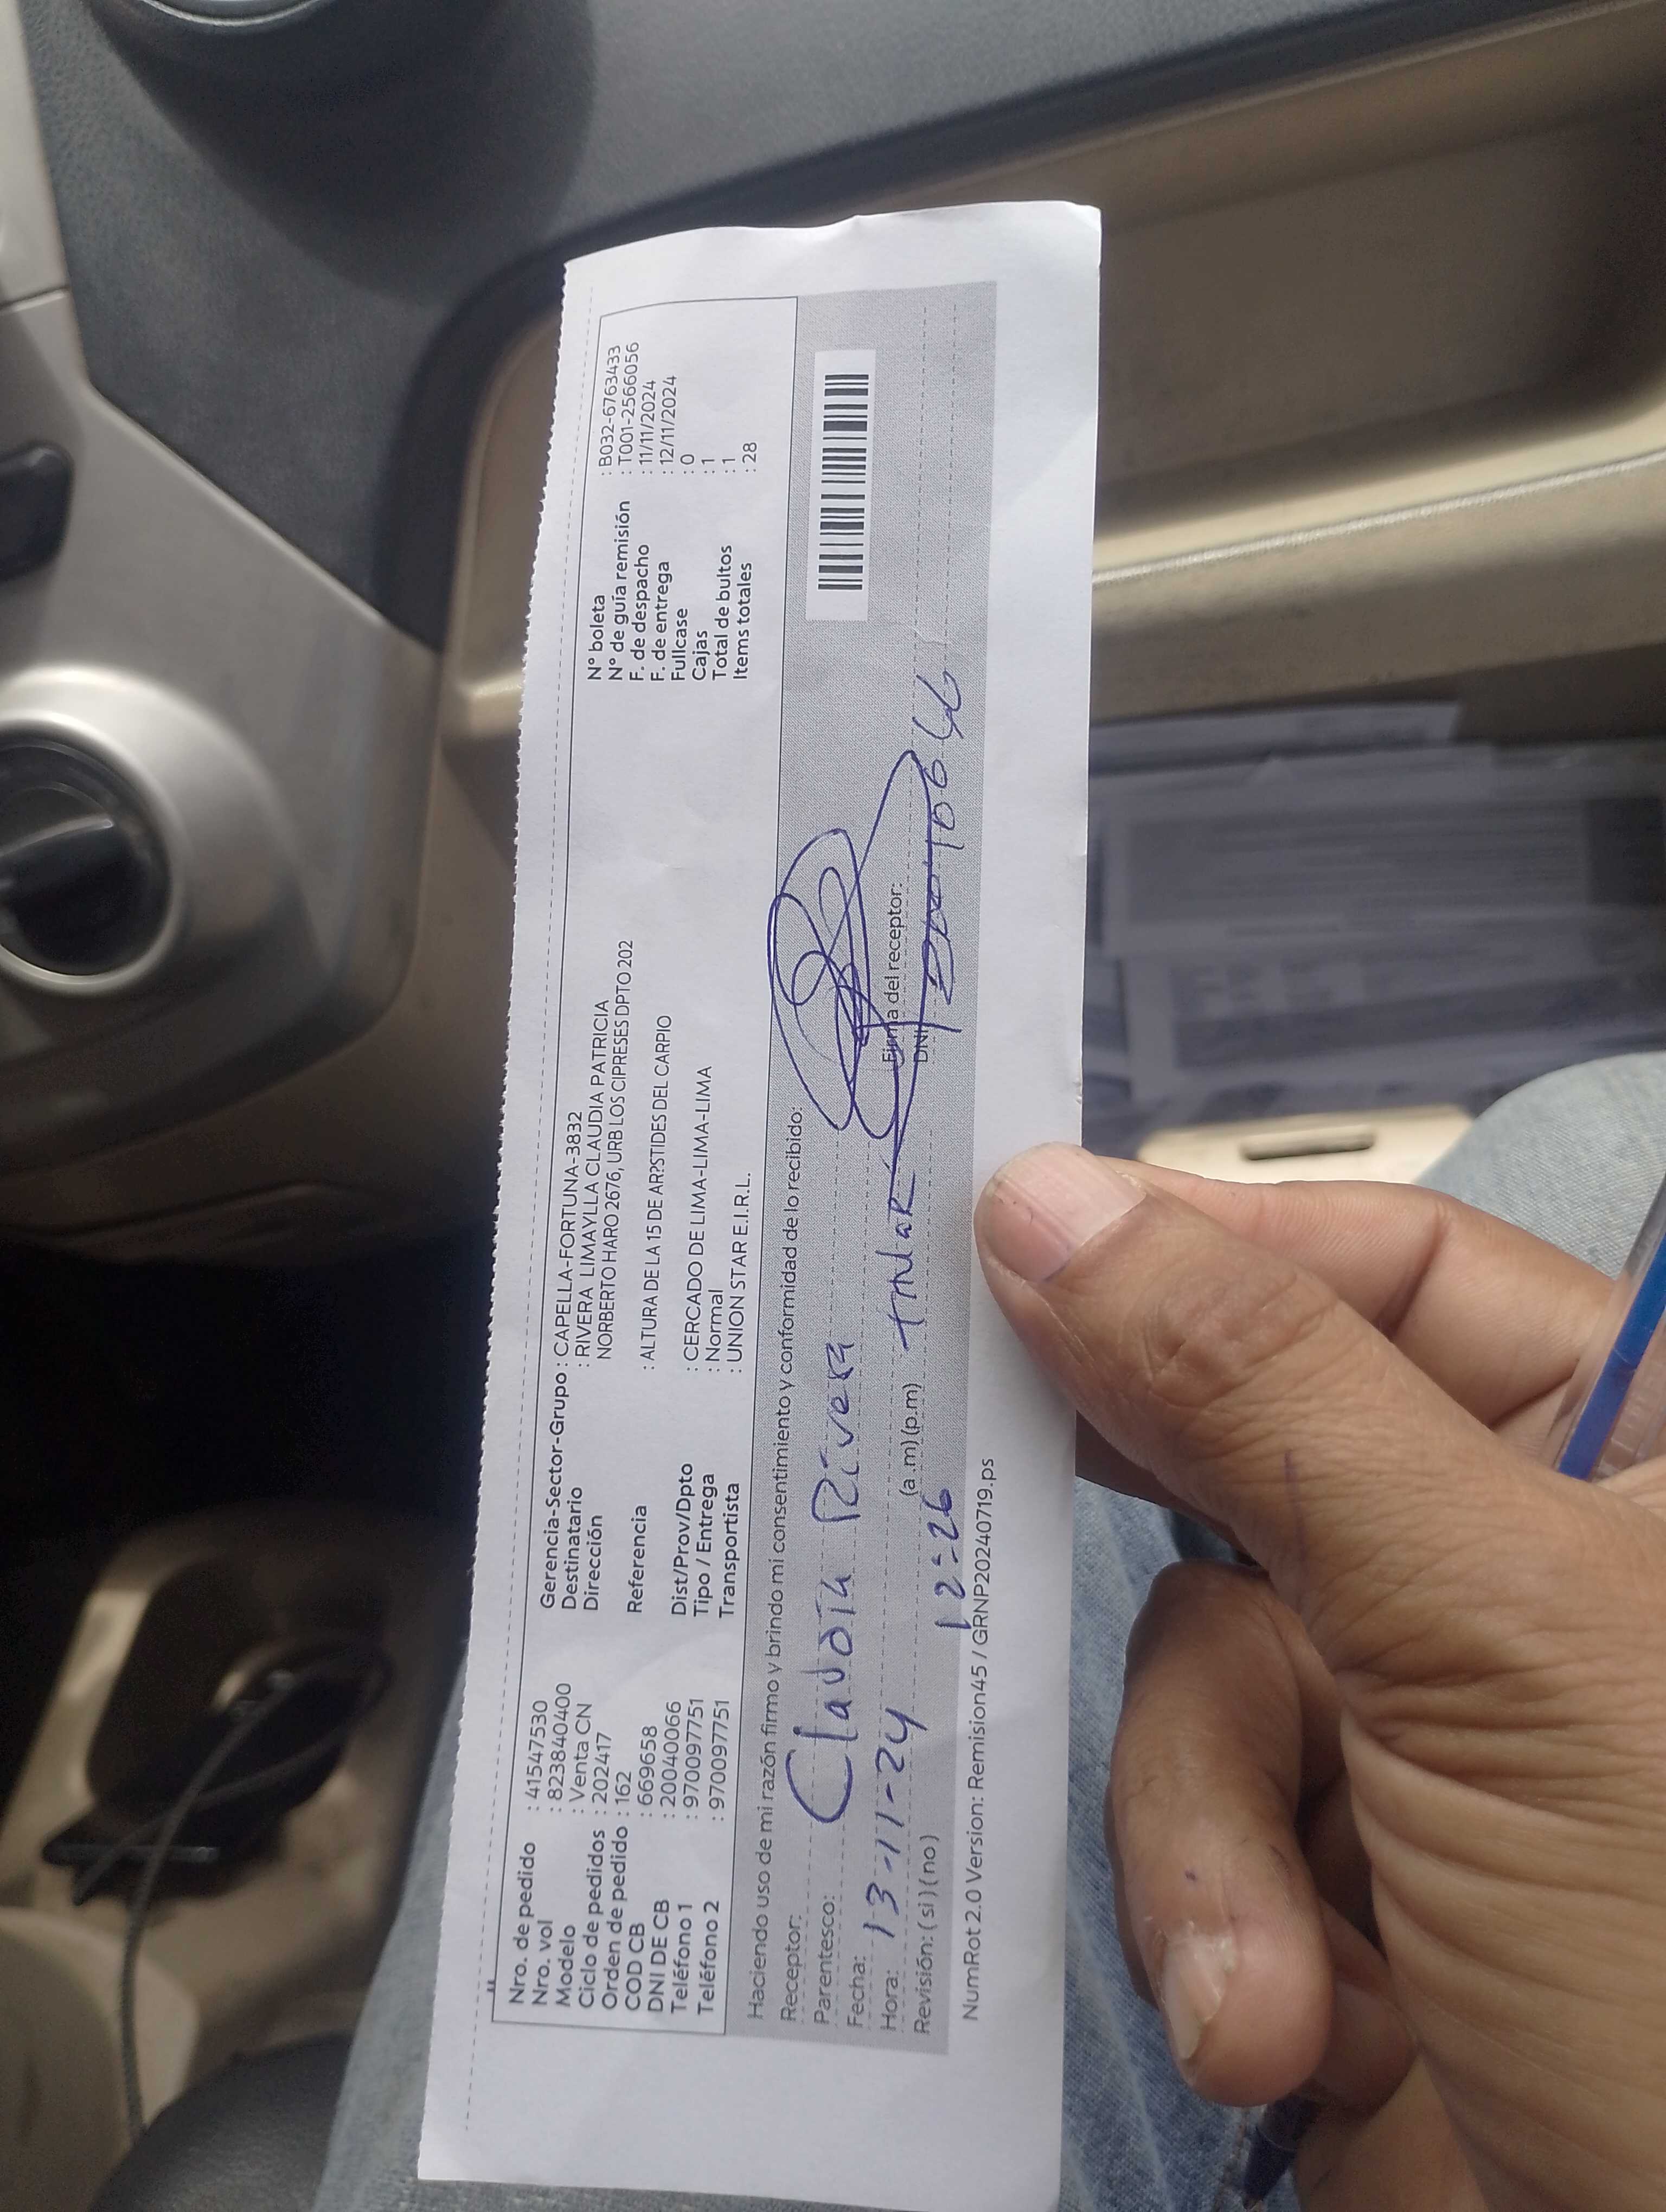 Nro. de pedido : 41547530
Nro. vol : 823840400
Modelo : Venta CN
Ciclo de pedidos : 202417
Orden de pedido : 162
COD CB : 669658
DNI DE CB : 20040066
Teléfono 1 : 970097751
Teléfono 2 : 970097751
Gerencia-Sector-Grupo : CAPELLA-FORTUNA-3832
Destinatario : RIVERA LIMAYLLA CLAUDIA PATRICIA
Dirección NORBERTO HARO 2676, URB LOS CIPRESES DPTO 202
Referencia : ALTURA DE LA 15 DE AR?STIDES DEL CARPIO
Dist/Prov/Dpto : CERCADO DE LIMA-LIMA-LIMA
Tipo / Entrega : Normal
Transportista : UNION STAR E.I.R.L.
N° boleta : B032-6763433
N° de guía remisión : T001-2566056
F. de despacho : 11/11/2024
F. de entrega : 12/11/2024
Fullcase : 0
Cajas : 1
Total de bultos : 1
Items totales : 28
Haciendo uso de mi razón firmo y brindo mi consentimiento y conformidad de lo recibido:
Receptor: Claudia Rivera
Parentesco: titular
Fecha: 13-11-24
Hora: 12:26 (a.m)(p.m)
Revisión: (si)(no)
Firma del receptor:
DNI
NumRot 2.0 Version: Remision45 / GRNP20240719.ps